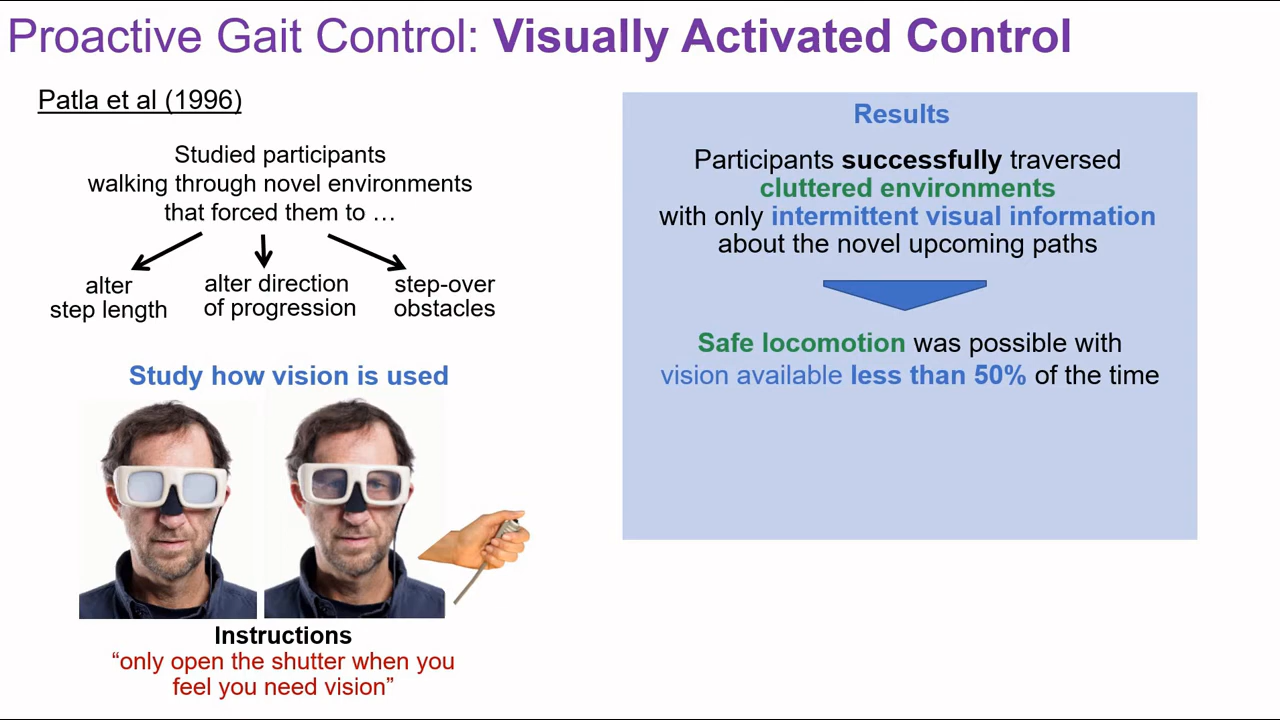 Proactive Gait Control: Visually Activated Control
Patla et al (1996)
Studied participants
walking through novel environments
that forced them to …
alter
step length
alter direction
of progression
step-over
obstacles
Study how vision is used
Instructions
“only open the shutter when you
feel you need vision”
Results
Participants successfully traversed
cluttered environments
with only intermittent visual information
about the novel upcoming paths
Safe locomotion was possible with
vision available less than 50% of the time